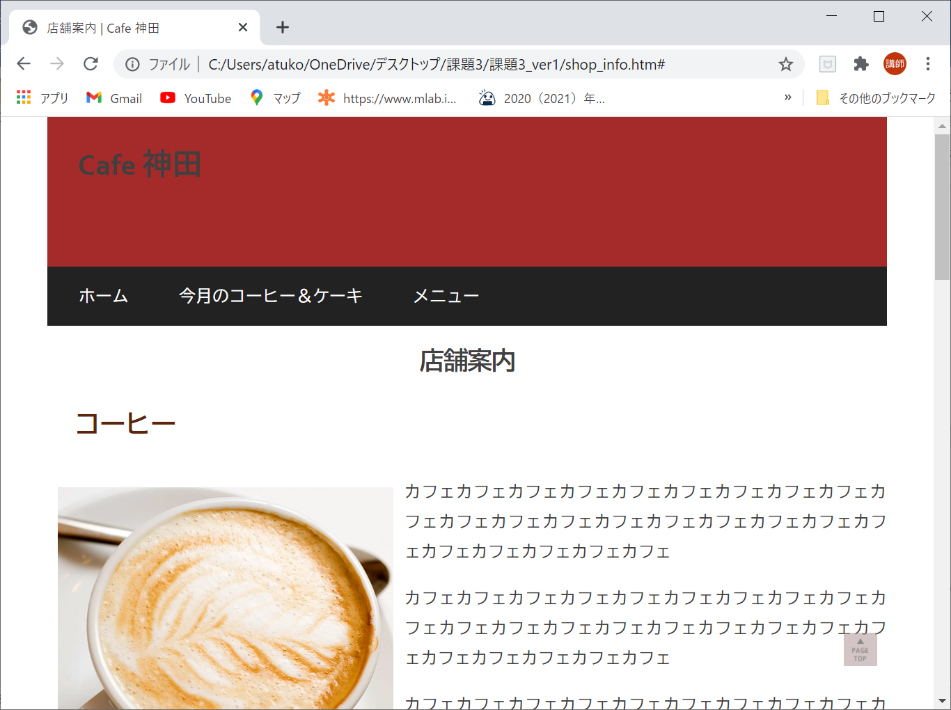 店舗案内 | Cafe 神田
ファイル | C:/Users/atuko/OneDrive/デスクトップ/課題3/課題3_ver1/shop_info.htm#
講師
アプリ Gmail YouTube マップ https://www.mlab.i... 2020（2021）年... » その他のブックマーク
Cafe 神田
ホーム 今月のコーヒー＆ケーキ メニュー
店舗案内
コーヒー
カフェカフェカフェカフェカフェカフェカフェカフェカフェカ
フェカフェカフェカフェカフェカフェカフェカフェカフェカフ
ェカフェカフェカフェカフェカフェ
カフェカフェカフェカフェカフェカフェカフェカフェカフェカ
フェカフェカフェカフェカフェカフェカフェカフェカフェカフ
ェカフェカフェカフェカフェカフェ
カフェカフェカフェカフェカフェカフェカフェカフェカフェカ
PAGE
TOP